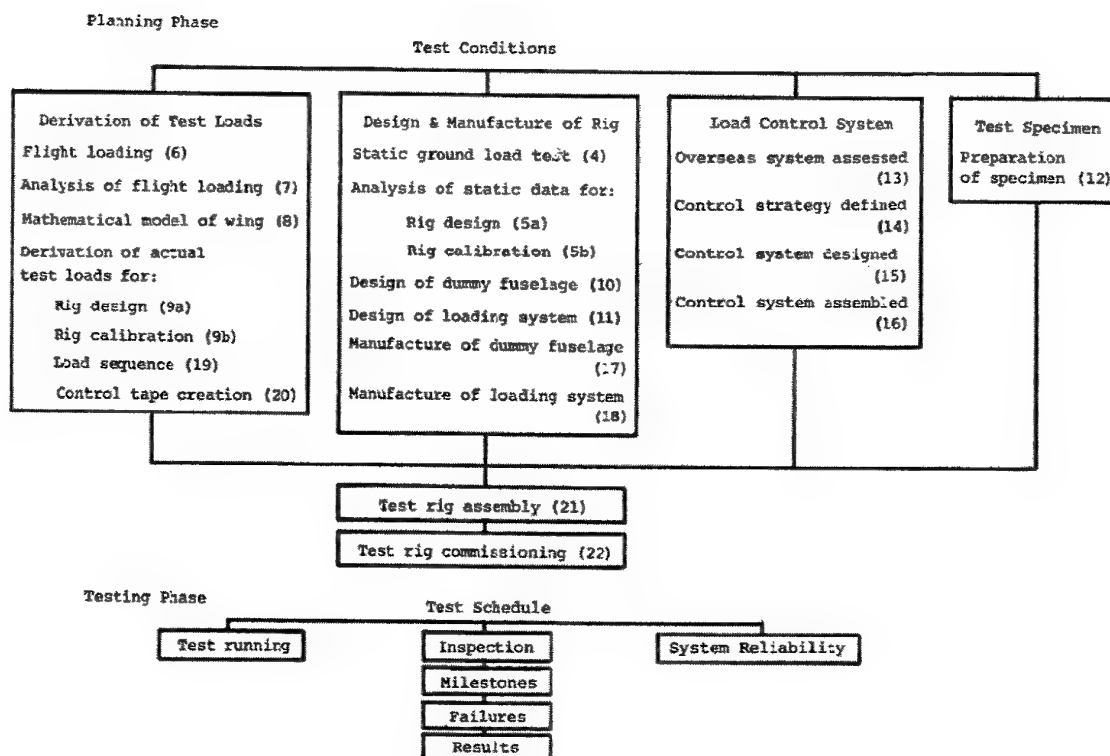 Planning Phase
Test Conditions
Derivation of Test Loads
Flight loading (6)
Analysis of flight loading (7)
Mathematical model of wing (8)
Derivation of actual
test loads for:
Rig design (9a)
Rig calibration (9b)
Load sequence (19)
Control tape creation (20)
Design & Manufacture of Rig
Static ground load test (4)
Analysis of static data for:
Rig design (5a)
Rig calibration (5b)
Design of dummy fuselage (10)
Design of loading system (11)
Manufacture of dummy fuselage
(17)
Manufacture of loading system
(18)
Load Control System
Overseas system assessed
(13)
Control strategy defined
(14)
Control system designed
(15)
Control system assembled
(16)
Test Specimen
Preparation
of specimen (12)
Test rig assembly (21)
Test rig commissioning (22)
Testing Phase
Test Schedule
Test running
Inspection
System Reliability
Milestones
Failures
Results